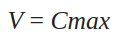 V = Cmax